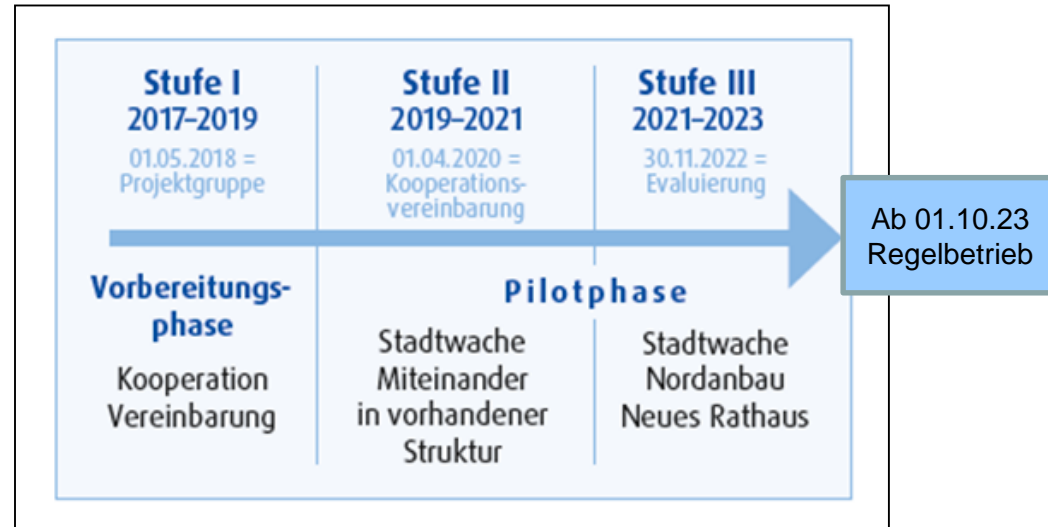 Stufe I
2017–2019
01.05.2018 =
Projektgruppe
Stufe II
2019–2021
01.04.2020 =
Kooperations-
vereinbarung
Stufe III
2021–2023
30.11.2022 =
Evaluierung
Ab 01.10.23
Regelbetrieb
Vorbereitungs-
phase
Kooperation
Vereinbarung
Pilotphase
Stadtwache
Miteinander
in vorhandener
Struktur
Stadtwache
Nordanbau
Neues Rathaus